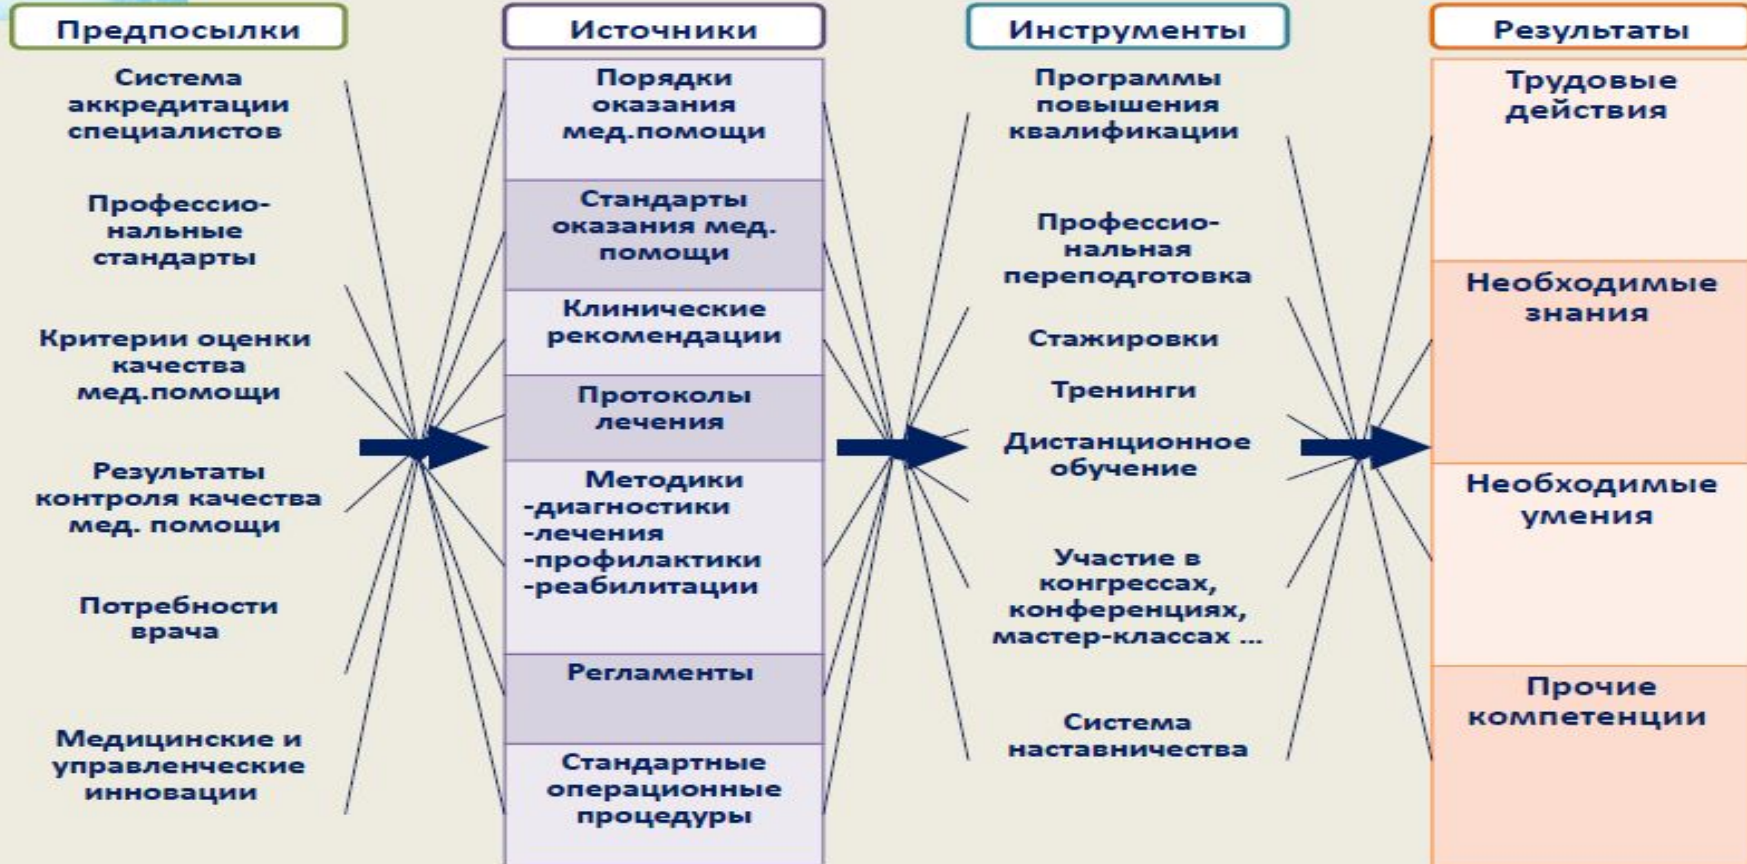 Предпосылки
Система
аккредитации
специалистов
Профессио-
нальные
стандарты
Критерии оценки
качества
мед.помощи
Результаты
контроля качества
мед. помощи
Потребности
врача
Медицинские и
управленческие
инновации
Источники
Порядки
оказания
мед.помощи
Стандарты
оказания мед.
помощи
Клинические
рекомендации
Протоколы
лечения
Методики
-диагностики
-лечения
-профилактики
-реабилитации
Регламенты
Стандартные
операционные
процедуры
Инструменты
Программы
повышения
квалификации
Профессио-
нальная
переподготовка
Стажировки
Тренинги
Дистанционное
обучение
Участие в
конгрессах,
конференциях,
мастер-классах ...
Система
наставничества
Результаты
Трудовые
действия
Необходимые
знания
Необходимые
умения
Прочие
компетенции